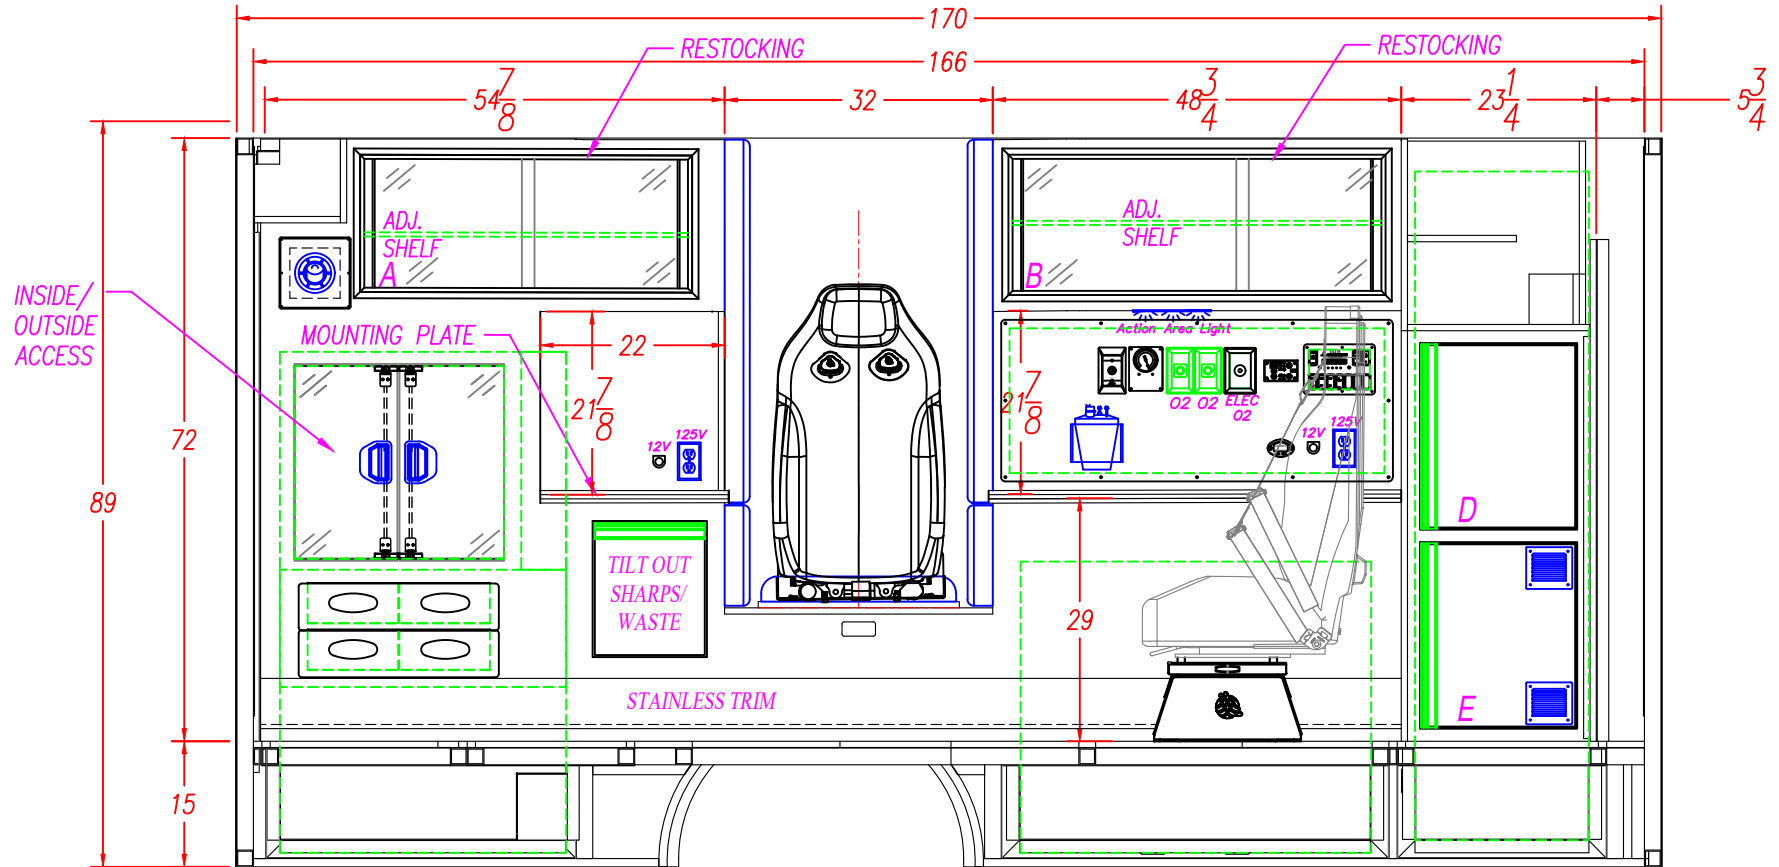 170
RESTOCKING
RESTOCKING
166
54 7/8
32
48 3/4
23 1/4
5 3/4
ADJ.
SHELF
A
ADJ.
SHELF
B
INSIDE/
OUTSIDE
ACCESS
MOUNTING PLATE
22
21 7/8
12V
125V
Action Area Light
O2
O2
ELEC
O2
21 7/8
12V
125V
72
89
D
TILT OUT
SHARPS/
WASTE
29
STAINLESS TRIM
E
15